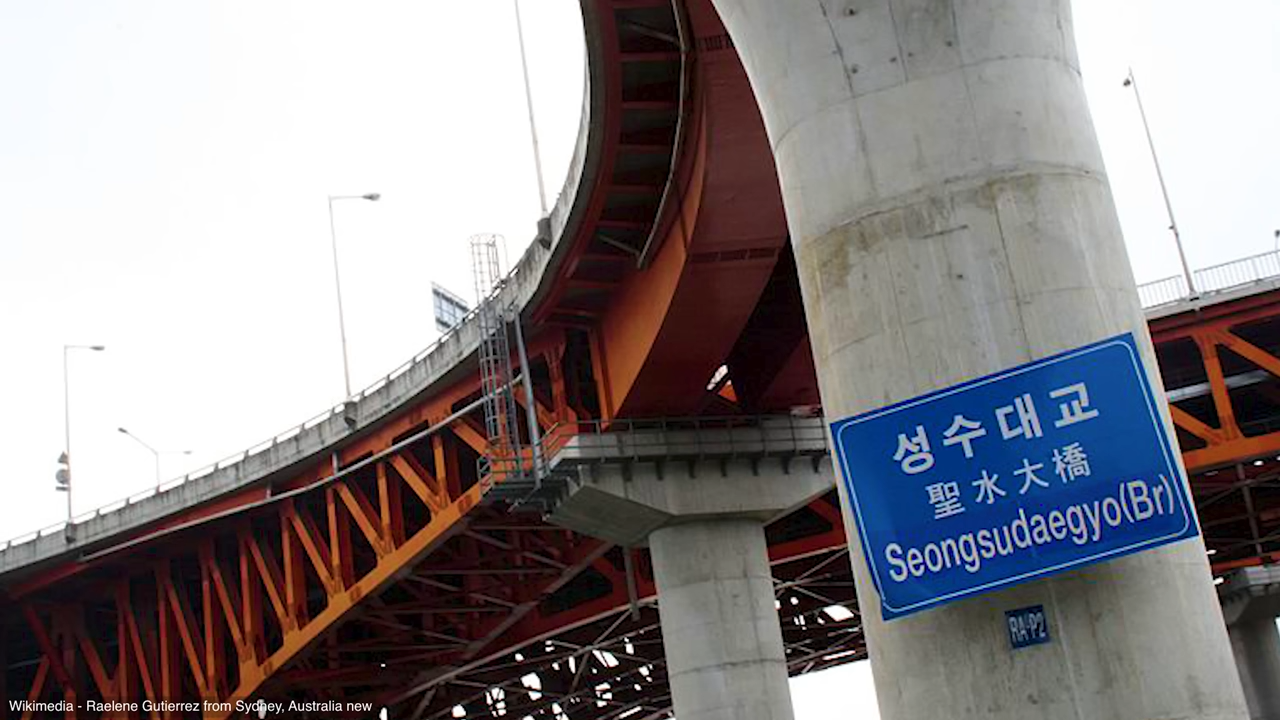 성수대교
聖水大橋
Seongsudaegyo(Br)
RA-P2
Wikimedia - Raelene Gutierrez from Sydney, Australia new